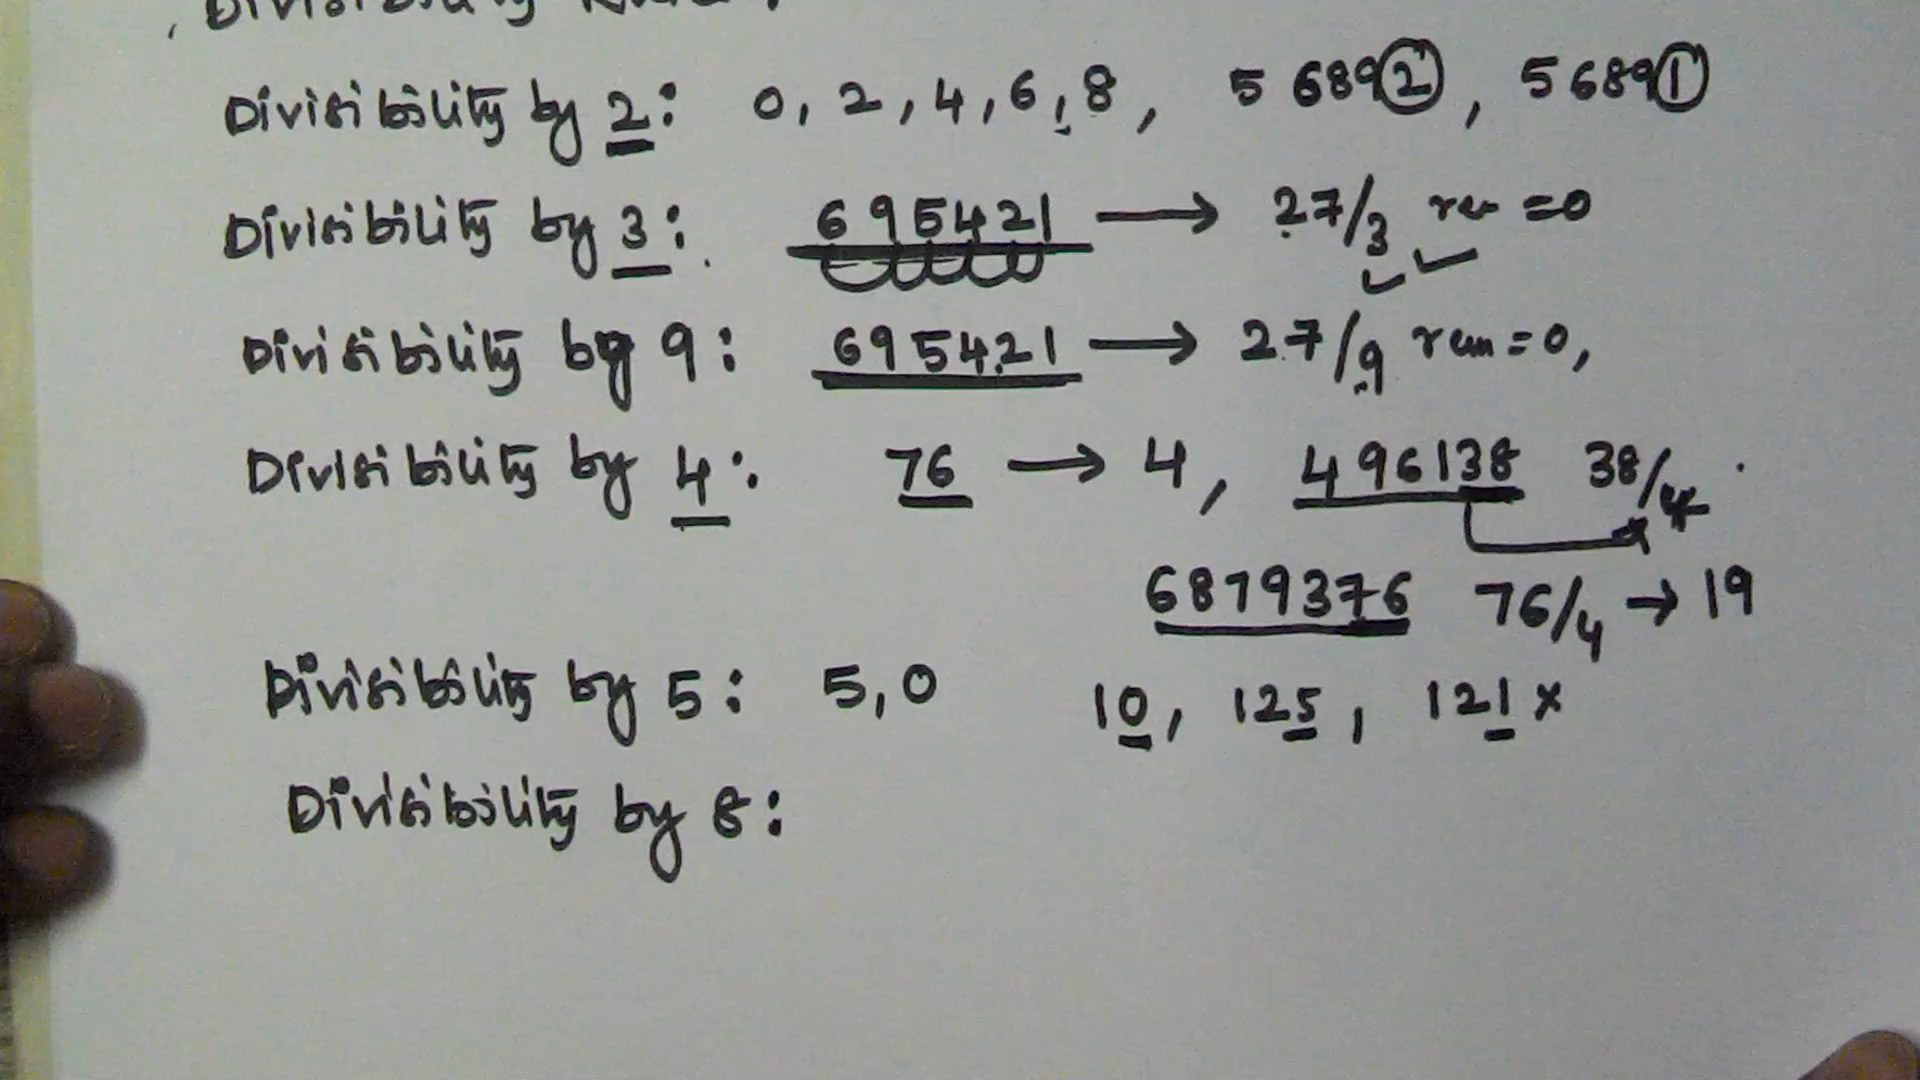 Divisibility Rules:
Divisibility by 2: 0, 2, 4, 6, 8, 56892, 56891
Divisibility by 3: 695421 → 27/3 rem =0
Divisibility by 9: 695421 → 27/9 rem =0,
Divisibility by 4: 76 → 4, 496138 38/4
6879376 76/4 → 19
Divisibility by 5: 5, 0 10, 125, 121 x
Divisibility by 8: